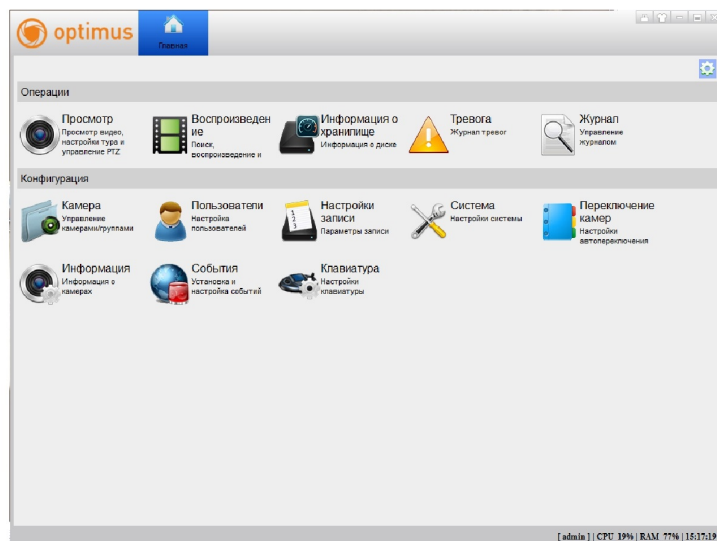 optimus
Главная
Операции
Просмотр
Просмотр видео,
настройки тура и
управление PTZ
Воспроизведен
ие
Поиск,
воспроизведение и
Информация о
хранилище
Информация о диске
Тревога
Журнал тревог
Журнал
Управление
журналом
Конфигурация
Камера
Управление
камерами/группами
Пользователи
Настройка
пользователей
Настройки
записи
Параметры записи
Система
Настройки системы
Переключение
камер
Настройки
автопереключения
Информация
Информация о
камерах
События
Установка и
настройка событий
Клавиатура
Настройки
клавиатуры
[ admin ] | CPU 19% | RAM 77% | 15:17:19